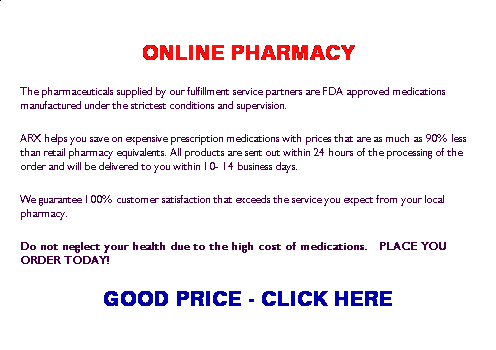 ONLINE PHARMACY
The pharmaceuticals supplied by our fulfillment service partners are FDA approved medications
manufactured under the strictest conditions and supervision.
ARX helps you save on expensive prescription medications with prices that are as much as 90% less
than retail pharmacy equivalents. All products are sent out within 24 hours of the processing of the
order and will be delivered to you within 10- 14 business days.
We guarantee 100% customer satisfaction that exceeds the service you expect from your local
pharmacy.
Do not neglect your health due to the high cost of medications. PLACE YOU
ORDER TODAY!
GOOD PRICE - CLICK HERE